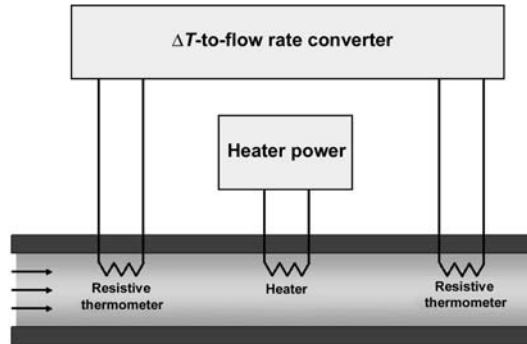 ΔT-to-flow rate converter
Heater power
Resistive
thermometer
Heater
Resistive
thermometer